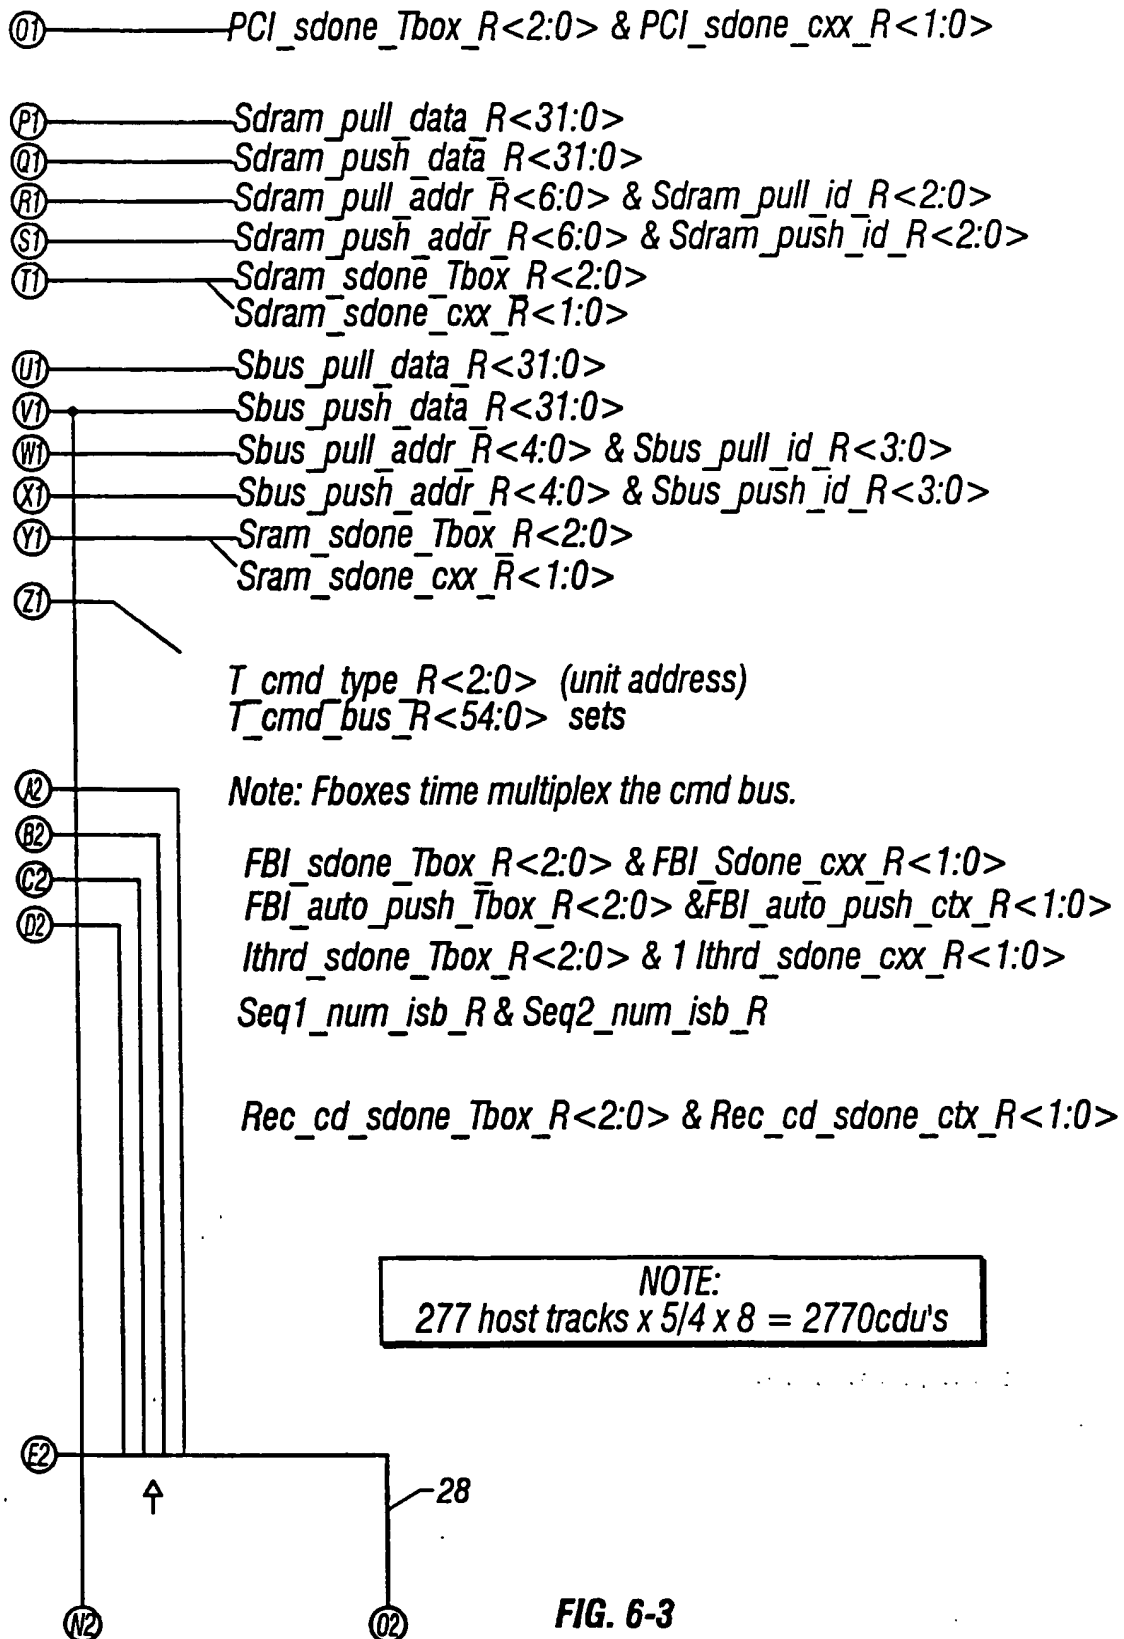 O1 PCI_sdone_Tbox_R<2:0> & PCI_sdone_cxx_R<1:0>
P1 Sdram_pull_data_R<31:0>
Q1 Sdram_push_data_R<31:0>
R1 Sdram_pull_addr_R<6:0> & Sdram_pull_id_R<2:0>
S1 Sdram_push_addr_R<6:0> & Sdram_push_id_R<2:0>
T1 Sdram_sdone_Tbox_R<2:0>
Sdram_sdone_cxx_R<1:0>
U1 Sbus_pull_data_R<31:0>
V1 Sbus_push_data_R<31:0>
W1 Sbus_pull_addr_R<4:0> & Sbus_pull_id_R<3:0>
X1 Sbus_push_addr_R<4:0> & Sbus_push_id_R<3:0>
Y1 Sram_sdone_Tbox_R<2:0>
Sram_sdone_cxx_R<1:0>
Z1
T_cmd_type_R<2:0> (unit address)
T_cmd_bus_R<54:0> sets
A2 Note: Fboxes time multiplex the cmd bus.
B2
FBI_sdone_Tbox_R<2:0> & FBI_Sdone_cxx_R<1:0>
C2
FBI_auto_push_Tbox_R<2:0> &FBI_auto_push_ctx_R<1:0>
D2
Ithrd_sdone_Tbox_R<2:0> & 1 Ithrd_sdone_cxx_R<1:0>
Seq1_num_isb_R & Seq2_num_isb_R
Rec_cd_sdone_Tbox_R<2:0> & Rec_cd_sdone_ctx_R<1:0>
NOTE:
277 host tracks x 5/4 x 8 = 2770cdu's
E2
28
N2 O2
FIG. 6-3